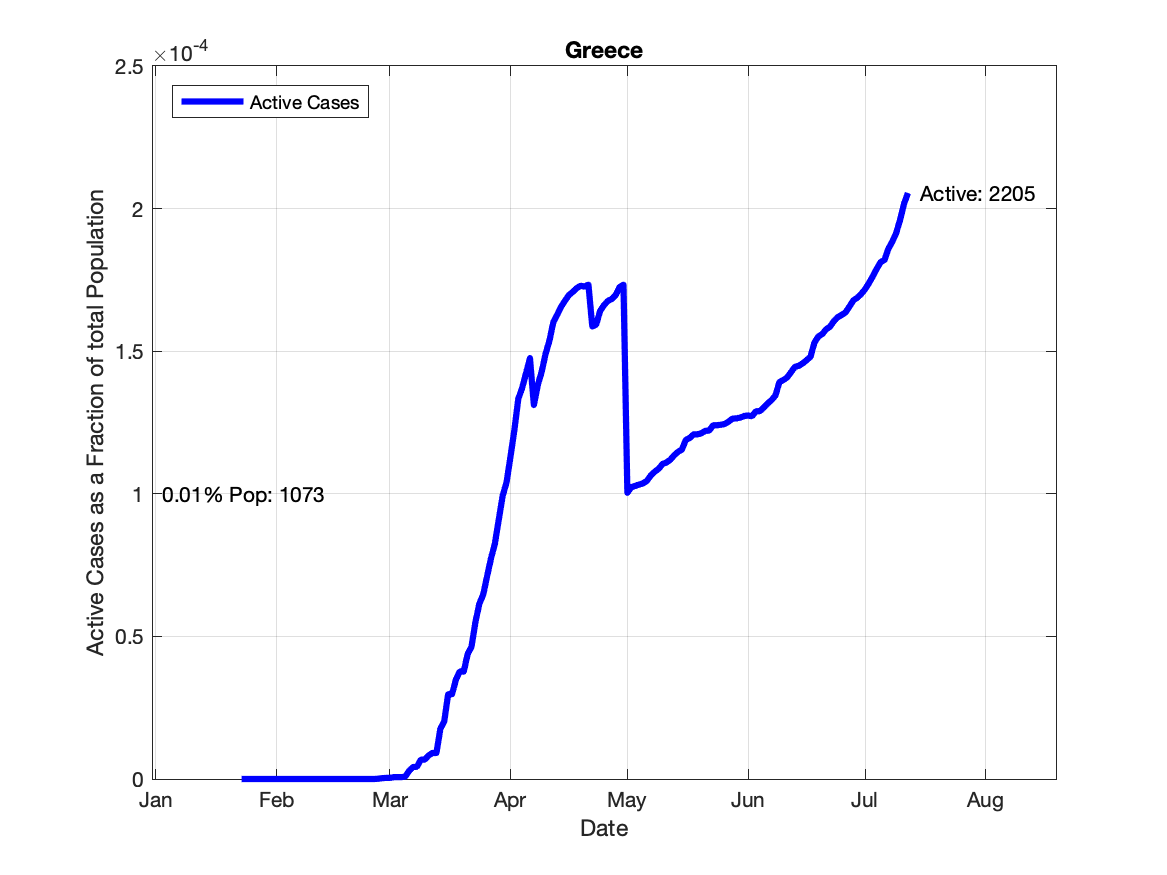 Greece
×10-4
Active Cases
2.5
2
1.5
1
0.5
0
Active Cases as a Fraction of total Population
0.01% Pop: 1073
Active: 2205
Jan Feb Mar Apr May Jun Jul Aug
Date